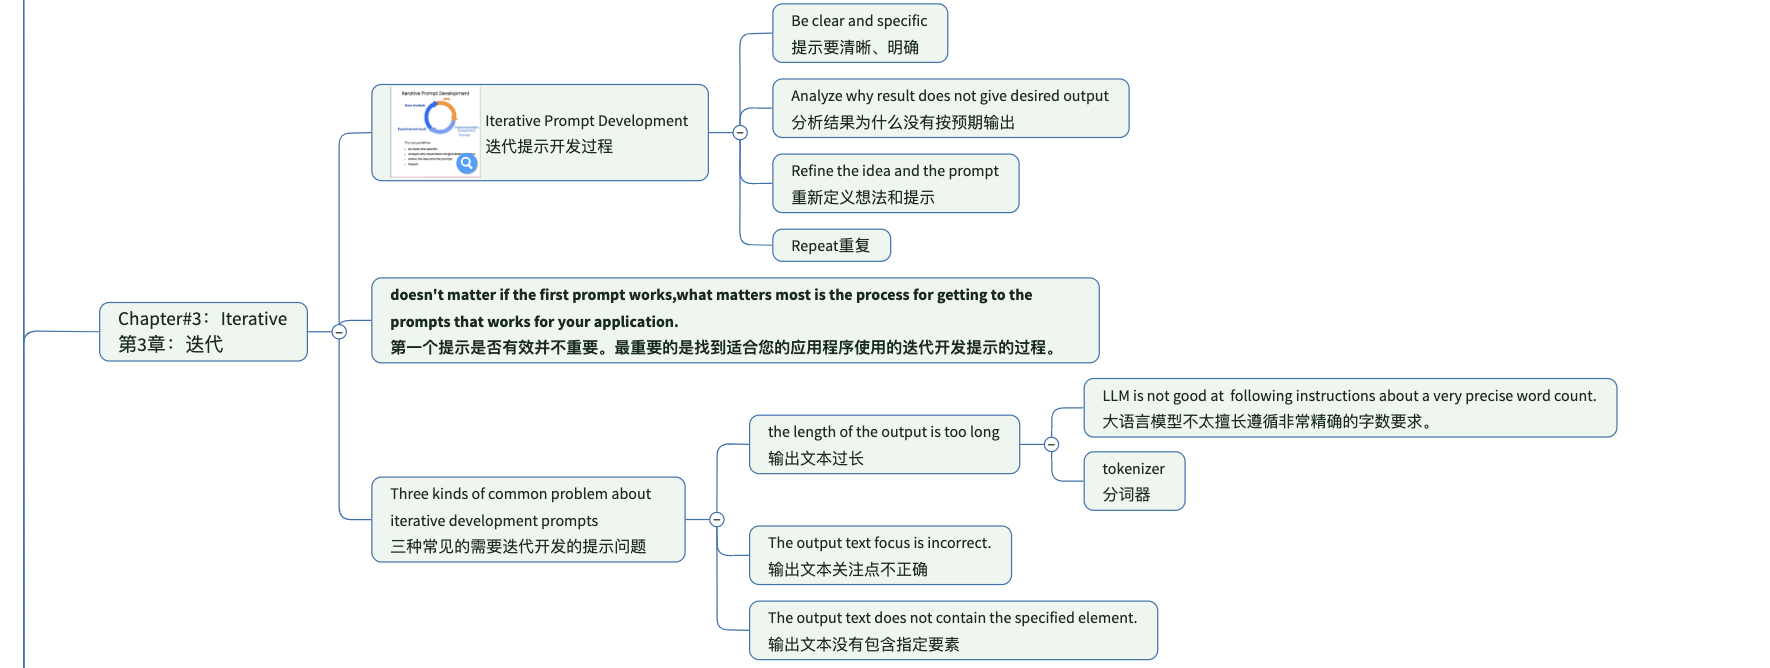 Chapter#3：Iterative
第3章：迭代
Iterative Prompt Development
Iterative Prompt Development
迭代提示开发过程
Be clear and specific
提示要清晰、明确
Analyze why result does not give desired output
分析结果为什么没有按预期输出
Refine the idea and the prompt
重新定义想法和提示
Repeat重复
doesn't matter if the first prompt works,what matters most is the process for getting to the
prompts that works for your application.
第一个提示是否有效并不重要。最重要的是找到适合您的应用程序使用的迭代开发提示的过程。
Three kinds of common problem about
iterative development prompts
三种常见的需要迭代开发的提示问题
the length of the output is too long
输出文本过长
LLM is not good at following instructions about a very precise word count.
大语言模型不太擅长遵循非常精确的字数要求。
tokenizer
分词器
The output text focus is incorrect.
输出文本关注点不正确
The output text does not contain the specified element.
输出文本没有包含指定要素